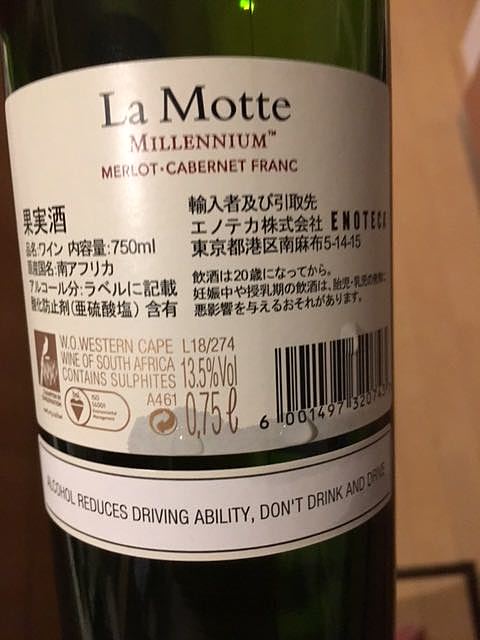 La Motte
MILLENNIUM™
MERLOT·CABERNET FRANC
果実酒
品名:ワイン 内容量:750ml
原産国名:南アフリカ
アルコール分:ラベルに記載
酸化防止剤(亜硫酸塩)含有
輸入者及び引取先
エノテカ株式会社 ENOTECA
東京都港区南麻布5-14-15
飲酒は20歳になってから。
妊娠中や授乳期の飲酒は、胎児・乳児の発育に
悪影響を与えるおそれがあります。
W.O. WESTERN CAPE
WINE OF SOUTH AFRICA
CONTAINS SULPHITES
L18/274
13.5%Vol
A461
0,75ℓ
ISO
14001
6 001497 320743
ALCOHOL REDUCES DRIVING ABILITY, DON'T DRINK AND DRIVE